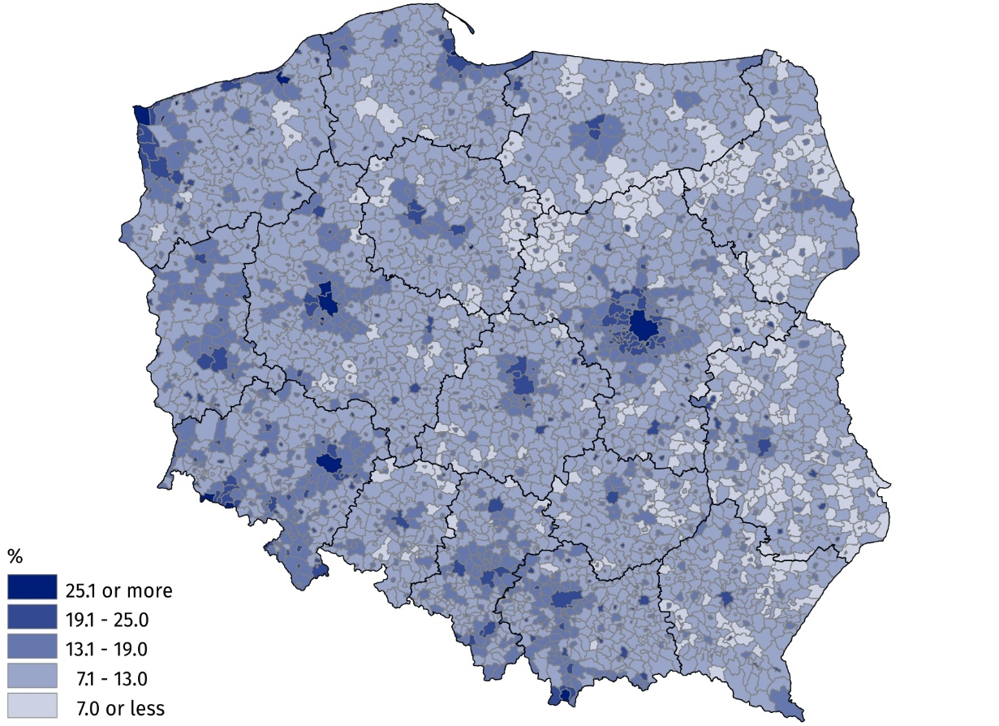 %
25.1 or more
19.1 - 25.0
13.1 - 19.0
7.1 - 13.0
7.0 or less